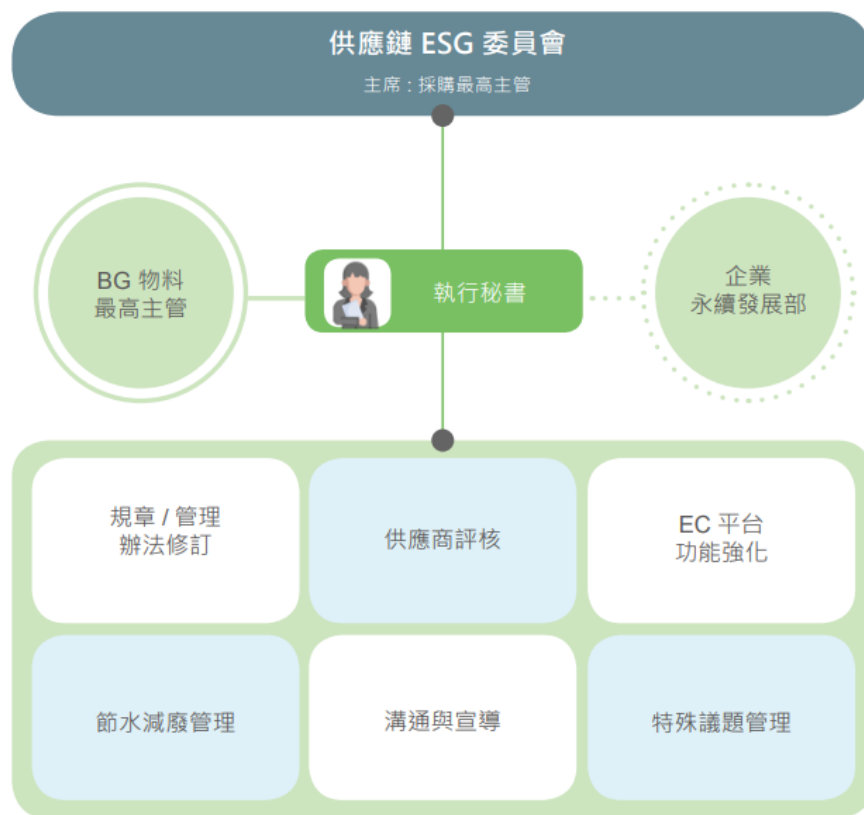 供應鏈 ESG 委員會
主席：採購最高主管
BG 物料
最高主管
執行秘書
企業
永續發展部
規章 / 管理
辦法修訂
供應商評核
EC 平台
功能強化
節水減廢管理
溝通與宣導
特殊議題管理